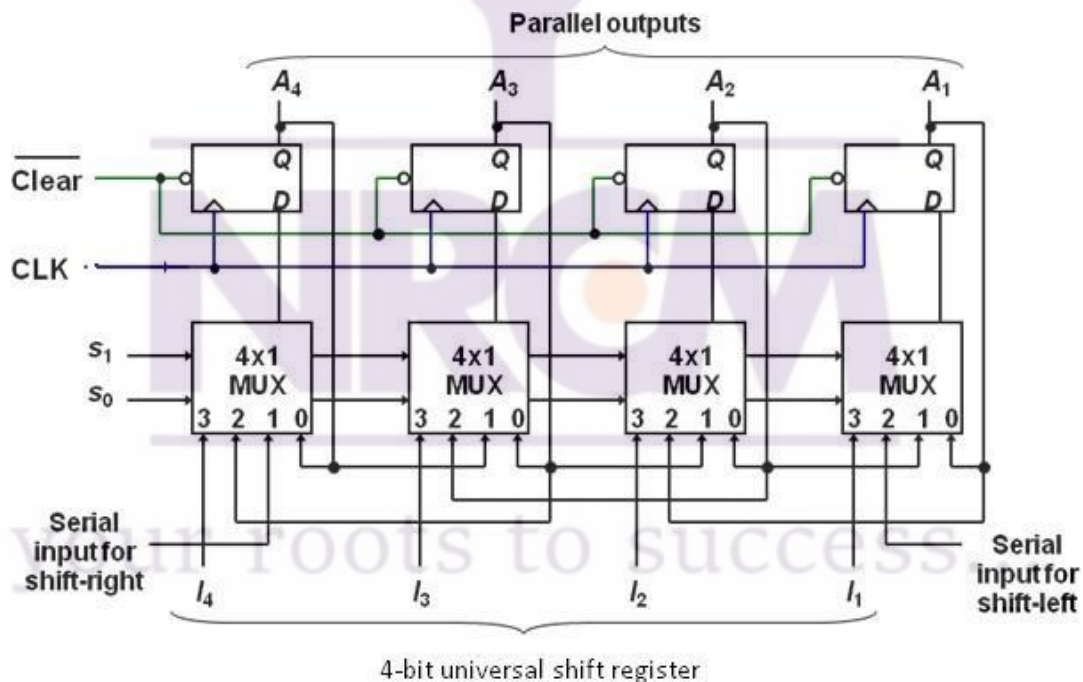 Parallel outputs
A4 A3 A2 A1
Clear
Q Q Q Q
D D D D
CLK
NRCM
s1
s0
4x1 MUX 4x1 MUX 4x1 MUX 4x1 MUX
3 2 1 0 3 2 1 0 3 2 1 0 3 2 1 0
your roots to success...
Serial
input for
shift-right
I4 I3 I2 I1
Serial
input for
shift-left
4-bit universal shift register